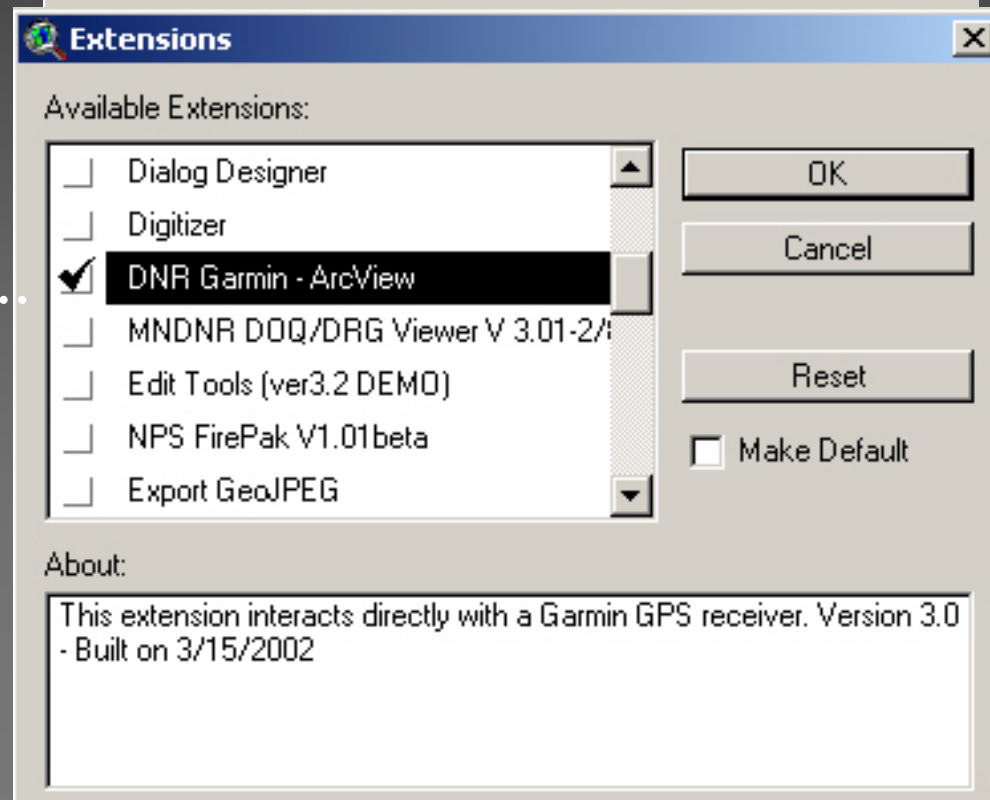 Extensions
Available Extensions:
Dialog Designer
Digitizer
DNR Garmin - ArcView
MNDNR DOQ/DRG Viewer V 3.01-2/
Edit Tools (ver3.2 DEMO)
NPS FirePak V1.01beta
Export GeoJPEG
OK
Cancel
Reset
Make Default
About:
This extension interacts directly with a Garmin GPS receiver. Version 3.0
- Built on 3/15/2002